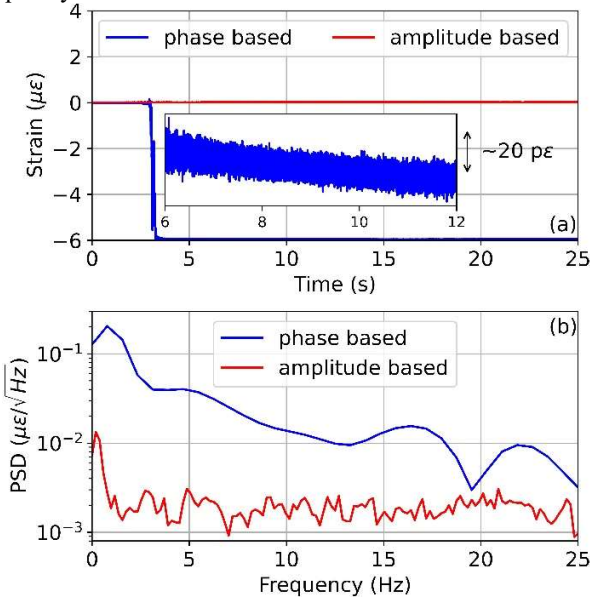 phase based amplitude based
Strain (με)
0
−2
−4
−6
~20 pε
6 8 10 12
(a)
0 5 10 15 20 25
Time (s)
(b)
phase based
amplitude based
PSD (με/√Hz)
10⁻¹
10⁻²
10⁻³
0 5 10 15 20 25
Frequency (Hz)